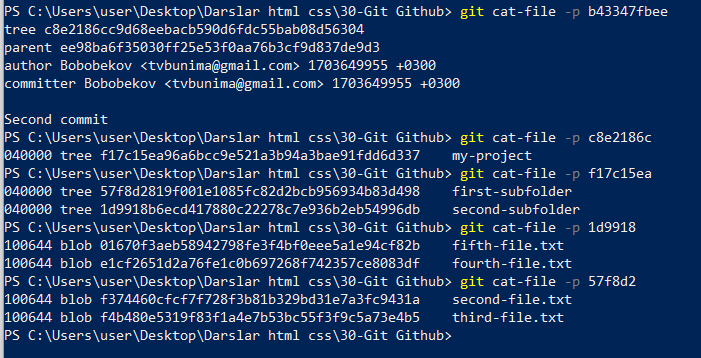 PS C:\Users\user\Desktop\Darslar html css\30-Git Github> git cat-file -p b43347fbee
tree c8e2186cc9d68eebacb590d6fdc55bab08d56304
parent ee98ba6f35030ff25e53f0aa76b3cf9d837de9d3
author Bobobekov <tvbunima@gmail.com> 1703649955 +0300
committer Bobobekov <tvbunima@gmail.com> 1703649955 +0300

Second commit
PS C:\Users\user\Desktop\Darslar html css\30-Git Github> git cat-file -p c8e2186c
040000 tree f17c15ea96a6bcc9e521a3b94a3bae91fdd6d337    my-project
PS C:\Users\user\Desktop\Darslar html css\30-Git Github> git cat-file -p f17c15ea
040000 tree 57f8d2819f001e1085fc82d2bcb956934b83d498    first-subfolder
040000 tree 1d9918b6ecd417880c22278c7e936b2eb54996db    second-subfolder
PS C:\Users\user\Desktop\Darslar html css\30-Git Github> git cat-file -p 1d9918
100644 blob 01670f3aeb58942798fe3f4bf0eee5a1e94cf82b    fifth-file.txt
100644 blob e1cf2651d2a76fe1c0b697268f742357ce8083df    fourth-file.txt
PS C:\Users\user\Desktop\Darslar html css\30-Git Github> git cat-file -p 57f8d2
100644 blob f374460cfcf7f728f3b81b329bd31e7a3fc9431a    second-file.txt
100644 blob f4b480e5319f83f1a4e7b53bc55f3f9c5a73e4b5    third-file.txt
PS C:\Users\user\Desktop\Darslar html css\30-Git Github>